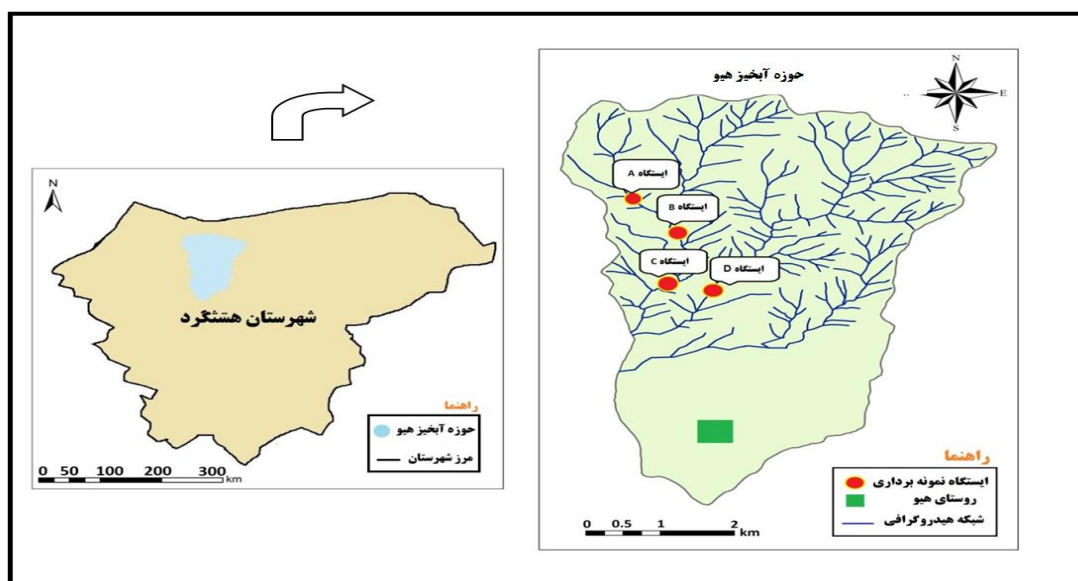 حوزه آبخیز هیو
N
E
S
ایستگاه A
ایستگاه B
ایستگاه C
ایستگاه D
راهنما
ایستگاه نمونه برداری
روستای هیو
شبکه هیدروگرافی
0 0.5 1 2
km
N
شهرستان هشتگرد
راهنما
حوزه آبخیز هیو
مرز شهرستان
0 50 100 200 300
km